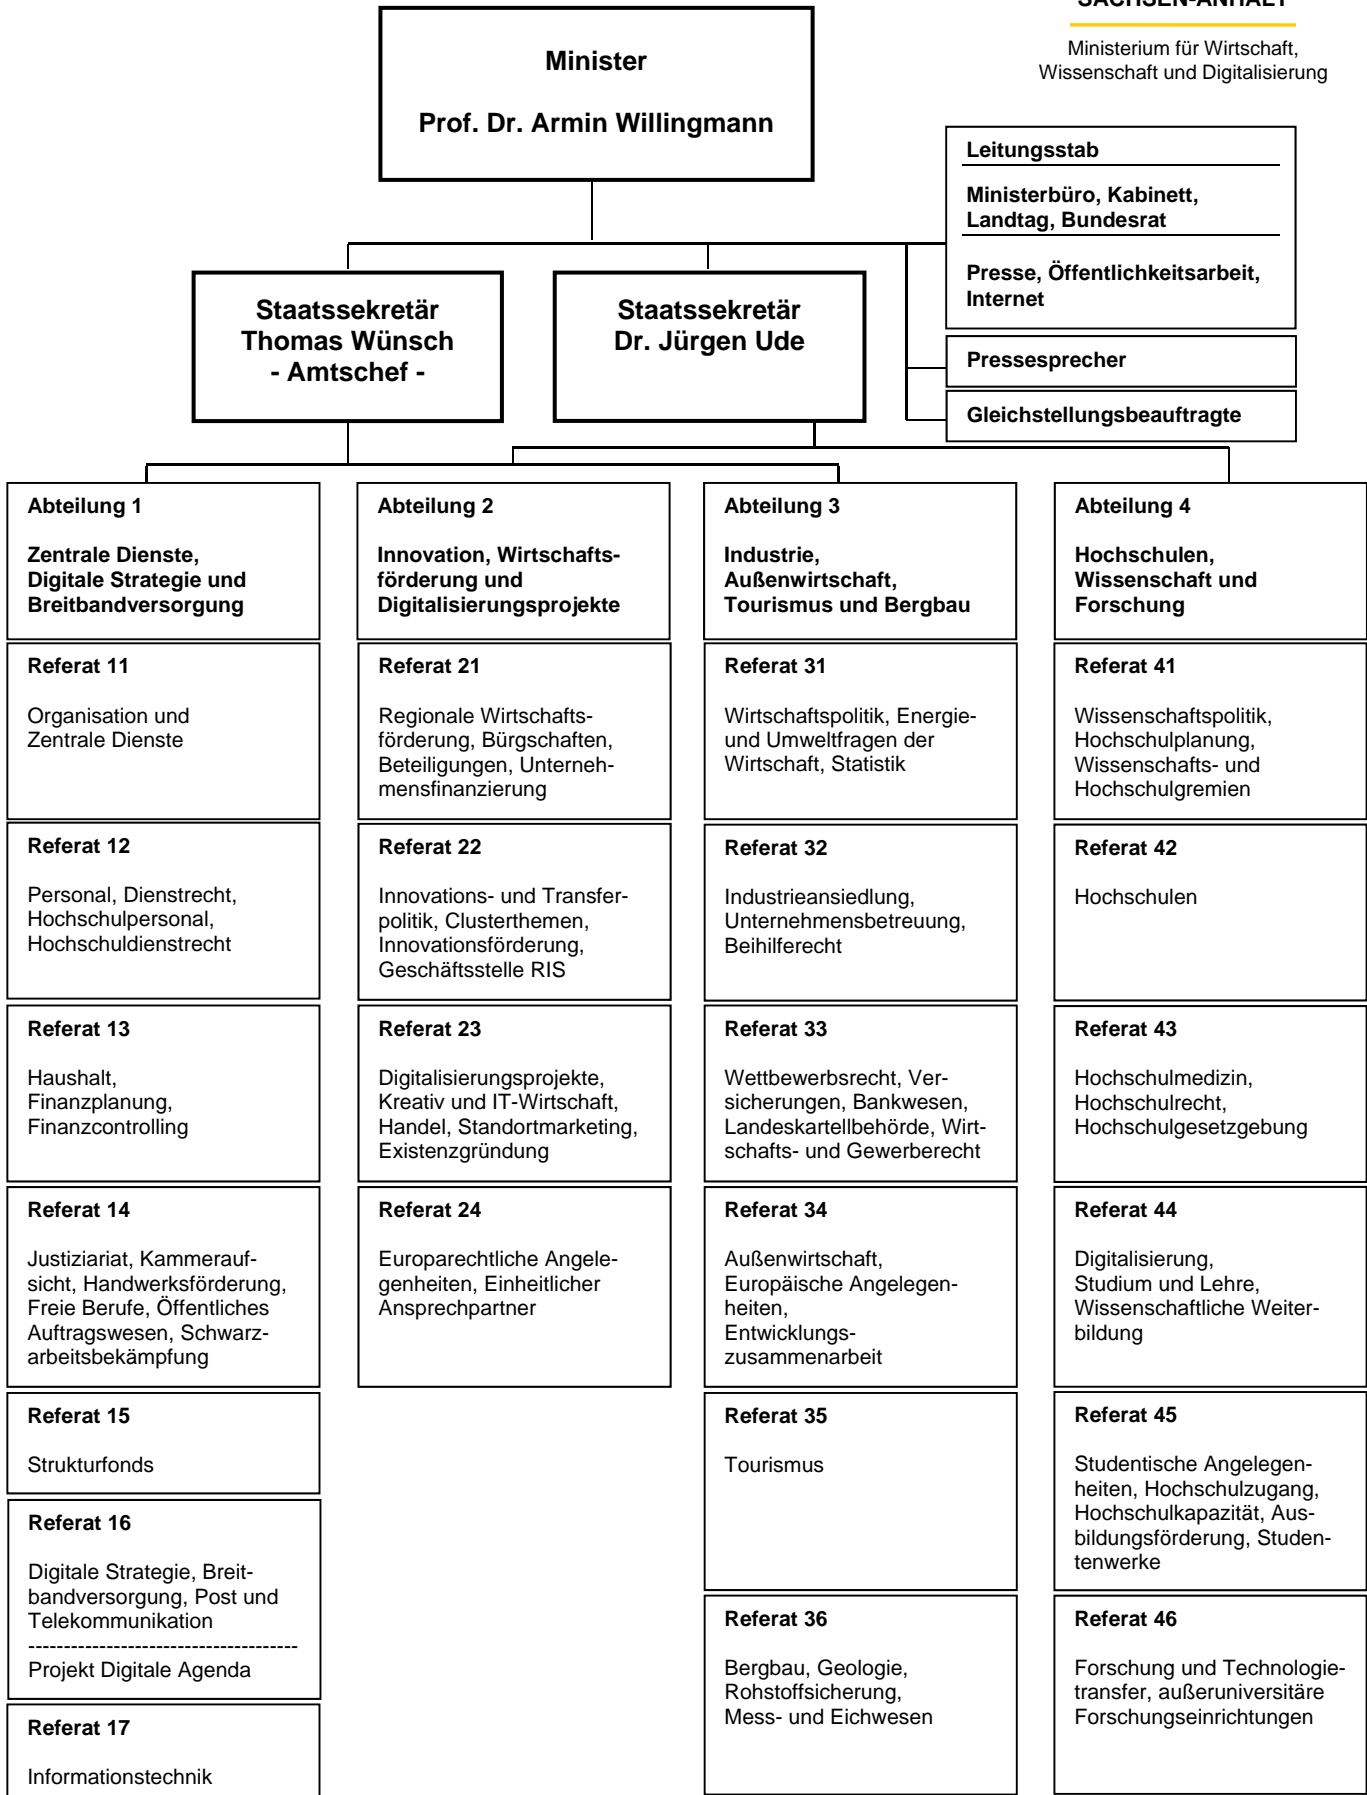 SACHSEN-ANHALT
Ministerium für Wirtschaft,
Wissenschaft und Digitalisierung
Minister
Prof. Dr. Armin Willingmann
Leitungsstab
Ministerbüro, Kabinett,
Landtag, Bundesrat
Presse, Öffentlichkeitsarbeit,
Internet
Pressesprecher
Gleichstellungsbeauftragte
Staatssekretär
Thomas Wünsch
- Amtschef -
Staatssekretär
Dr. Jürgen Ude
Abteilung 1
Zentrale Dienste,
Digitale Strategie und
Breitbandversorgung
Referat 11
Organisation und
Zentrale Dienste
Referat 12
Personal, Dienstrecht,
Hochschulpersonal,
Hochschuldienstrecht
Referat 13
Haushalt,
Finanzplanung,
Finanzcontrolling
Referat 14
Justiziariat, Kammerauf-
sicht, Handwerksförderung,
Freie Berufe, Öffentliches
Auftragswesen, Schwarz-
arbeitsbekämpfung
Referat 15
Strukturfonds
Referat 16
Digitale Strategie, Breit-
bandversorgung, Post und
Telekommunikation
--------------------------------------
Projekt Digitale Agenda
Referat 17
Informationstechnik
Abteilung 2
Innovation, Wirtschafts-
förderung und
Digitalisierungsprojekte
Referat 21
Regionale Wirtschafts-
förderung, Bürgschaften,
Beteiligungen, Unterneh-
mensfinanzierung
Referat 22
Innovations- und Transfer-
politik, Clusterthemen,
Innovationsförderung,
Geschäftsstelle RIS
Referat 23
Digitalisierungsprojekte,
Kreativ und IT-Wirtschaft,
Handel, Standortmarketing,
Existenzgründung
Referat 24
Europarechtliche Angele-
genheiten, Einheitlicher
Ansprechpartner
Abteilung 3
Industrie,
Außenwirtschaft,
Tourismus und Bergbau
Referat 31
Wirtschaftspolitik, Energie-
und Umweltfragen der
Wirtschaft, Statistik
Referat 32
Industrieansiedlung,
Unternehmensbetreuung,
Beihilferecht
Referat 33
Wettbewerbsrecht, Ver-
sicherungen, Bankwesen,
Landeskartellbehörde, Wirt-
schafts- und Gewerberecht
Referat 34
Außenwirtschaft,
Europäische Angelegen-
heiten,
Entwicklungs-
zusammenarbeit
Referat 35
Tourismus
Referat 36
Bergbau, Geologie,
Rohstoffsicherung,
Mess- und Eichwesen
Abteilung 4
Hochschulen,
Wissenschaft und
Forschung
Referat 41
Wissenschaftspolitik,
Hochschulplanung,
Wissenschafts- und
Hochschulgremien
Referat 42
Hochschulen
Referat 43
Hochschulmedizin,
Hochschulrecht,
Hochschulgesetzgebung
Referat 44
Digitalisierung,
Studium und Lehre,
Wissenschaftliche Weiter-
bildung
Referat 45
Studentische Angelegen-
heiten, Hochschulzugang,
Hochschulkapazität, Aus-
bildungsförderung, Studen-
tenwerke
Referat 46
Forschung und Technologie-
transfer, außeruniversitäre
Forschungseinrichtungen